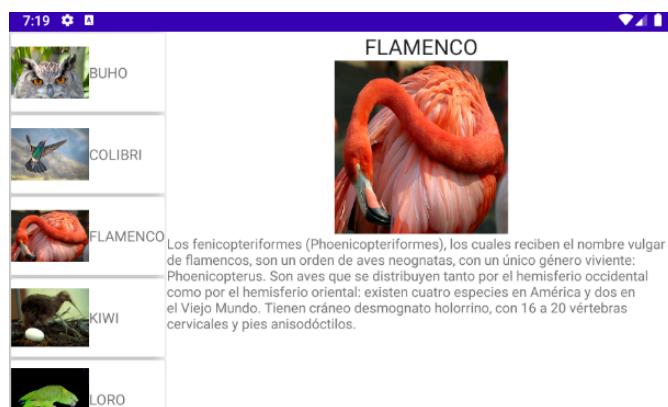 7:19
BUHO
COLIBRI
FLAMENCO
KIWI
LORO
FLAMENCO
Los fenicopteriformes (Phoenicopteriformes), los cuales reciben el nombre vulgar
de flamencos, son un orden de aves neognatas, con un único género viviente:
Phoenicopterus. Son aves que se distribuyen tanto por el hemisferio occidental
como por el hemisferio oriental: existen cuatro especies en América y dos en
el Viejo Mundo. Tienen cráneo desmognato holorrino, con 16 a 20 vértebras
cervicales y pies anisodóctilos.